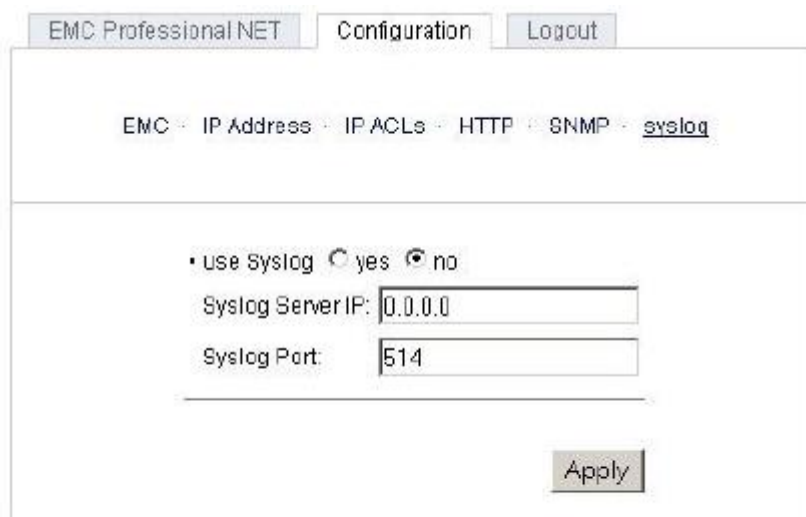 EMC Professional NET Configuration Logout
EMC · IP Address · IP ACLs · HTTP · SNMP · syslog
• use Syslog yes no
Syslog Server IP: 0.0.0.0
Syslog Port: 514
Apply